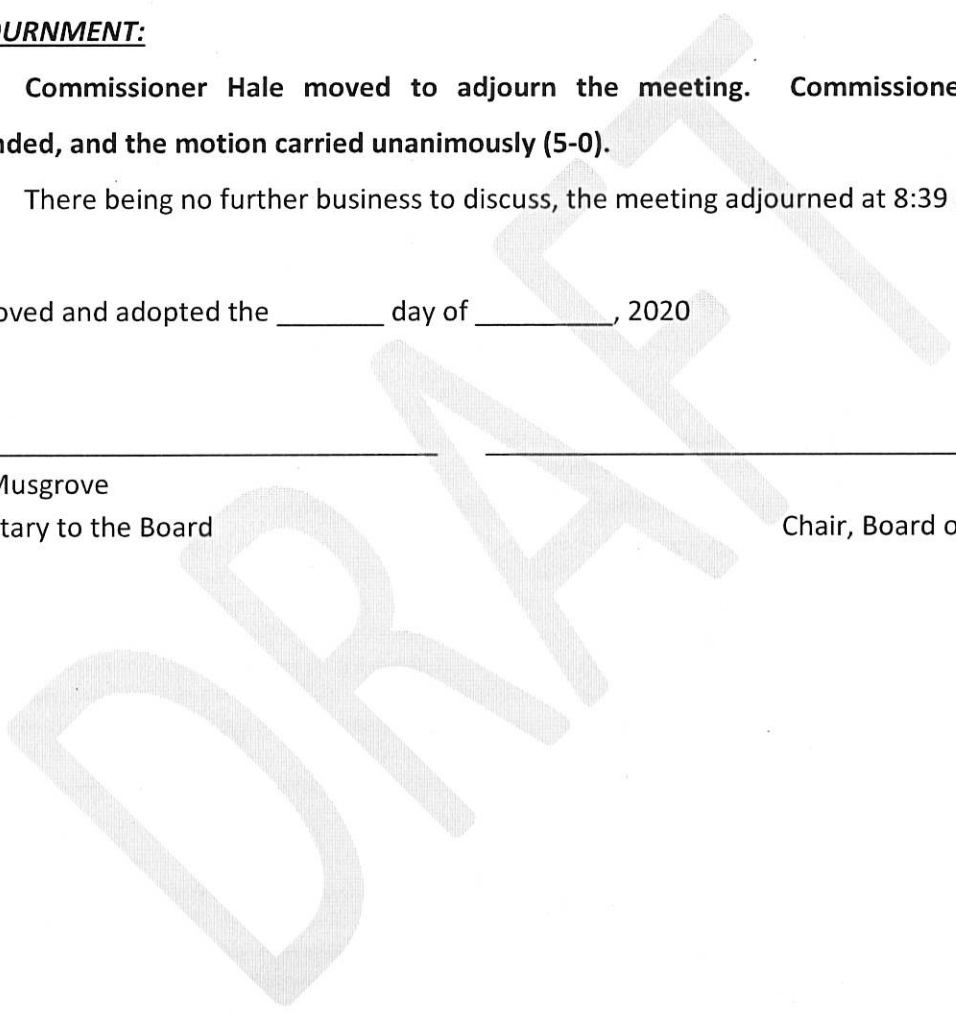 OURNMENT:
Commissioner Hale moved to adjourn the meeting. Commissione
nded, and the motion carried unanimously (5-0).
There being no further business to discuss, the meeting adjourned at 8:39
oved and adopted the _______ day of _________, 2020
Musgrove
tary to the Board
Chair, Board o
DRAFT